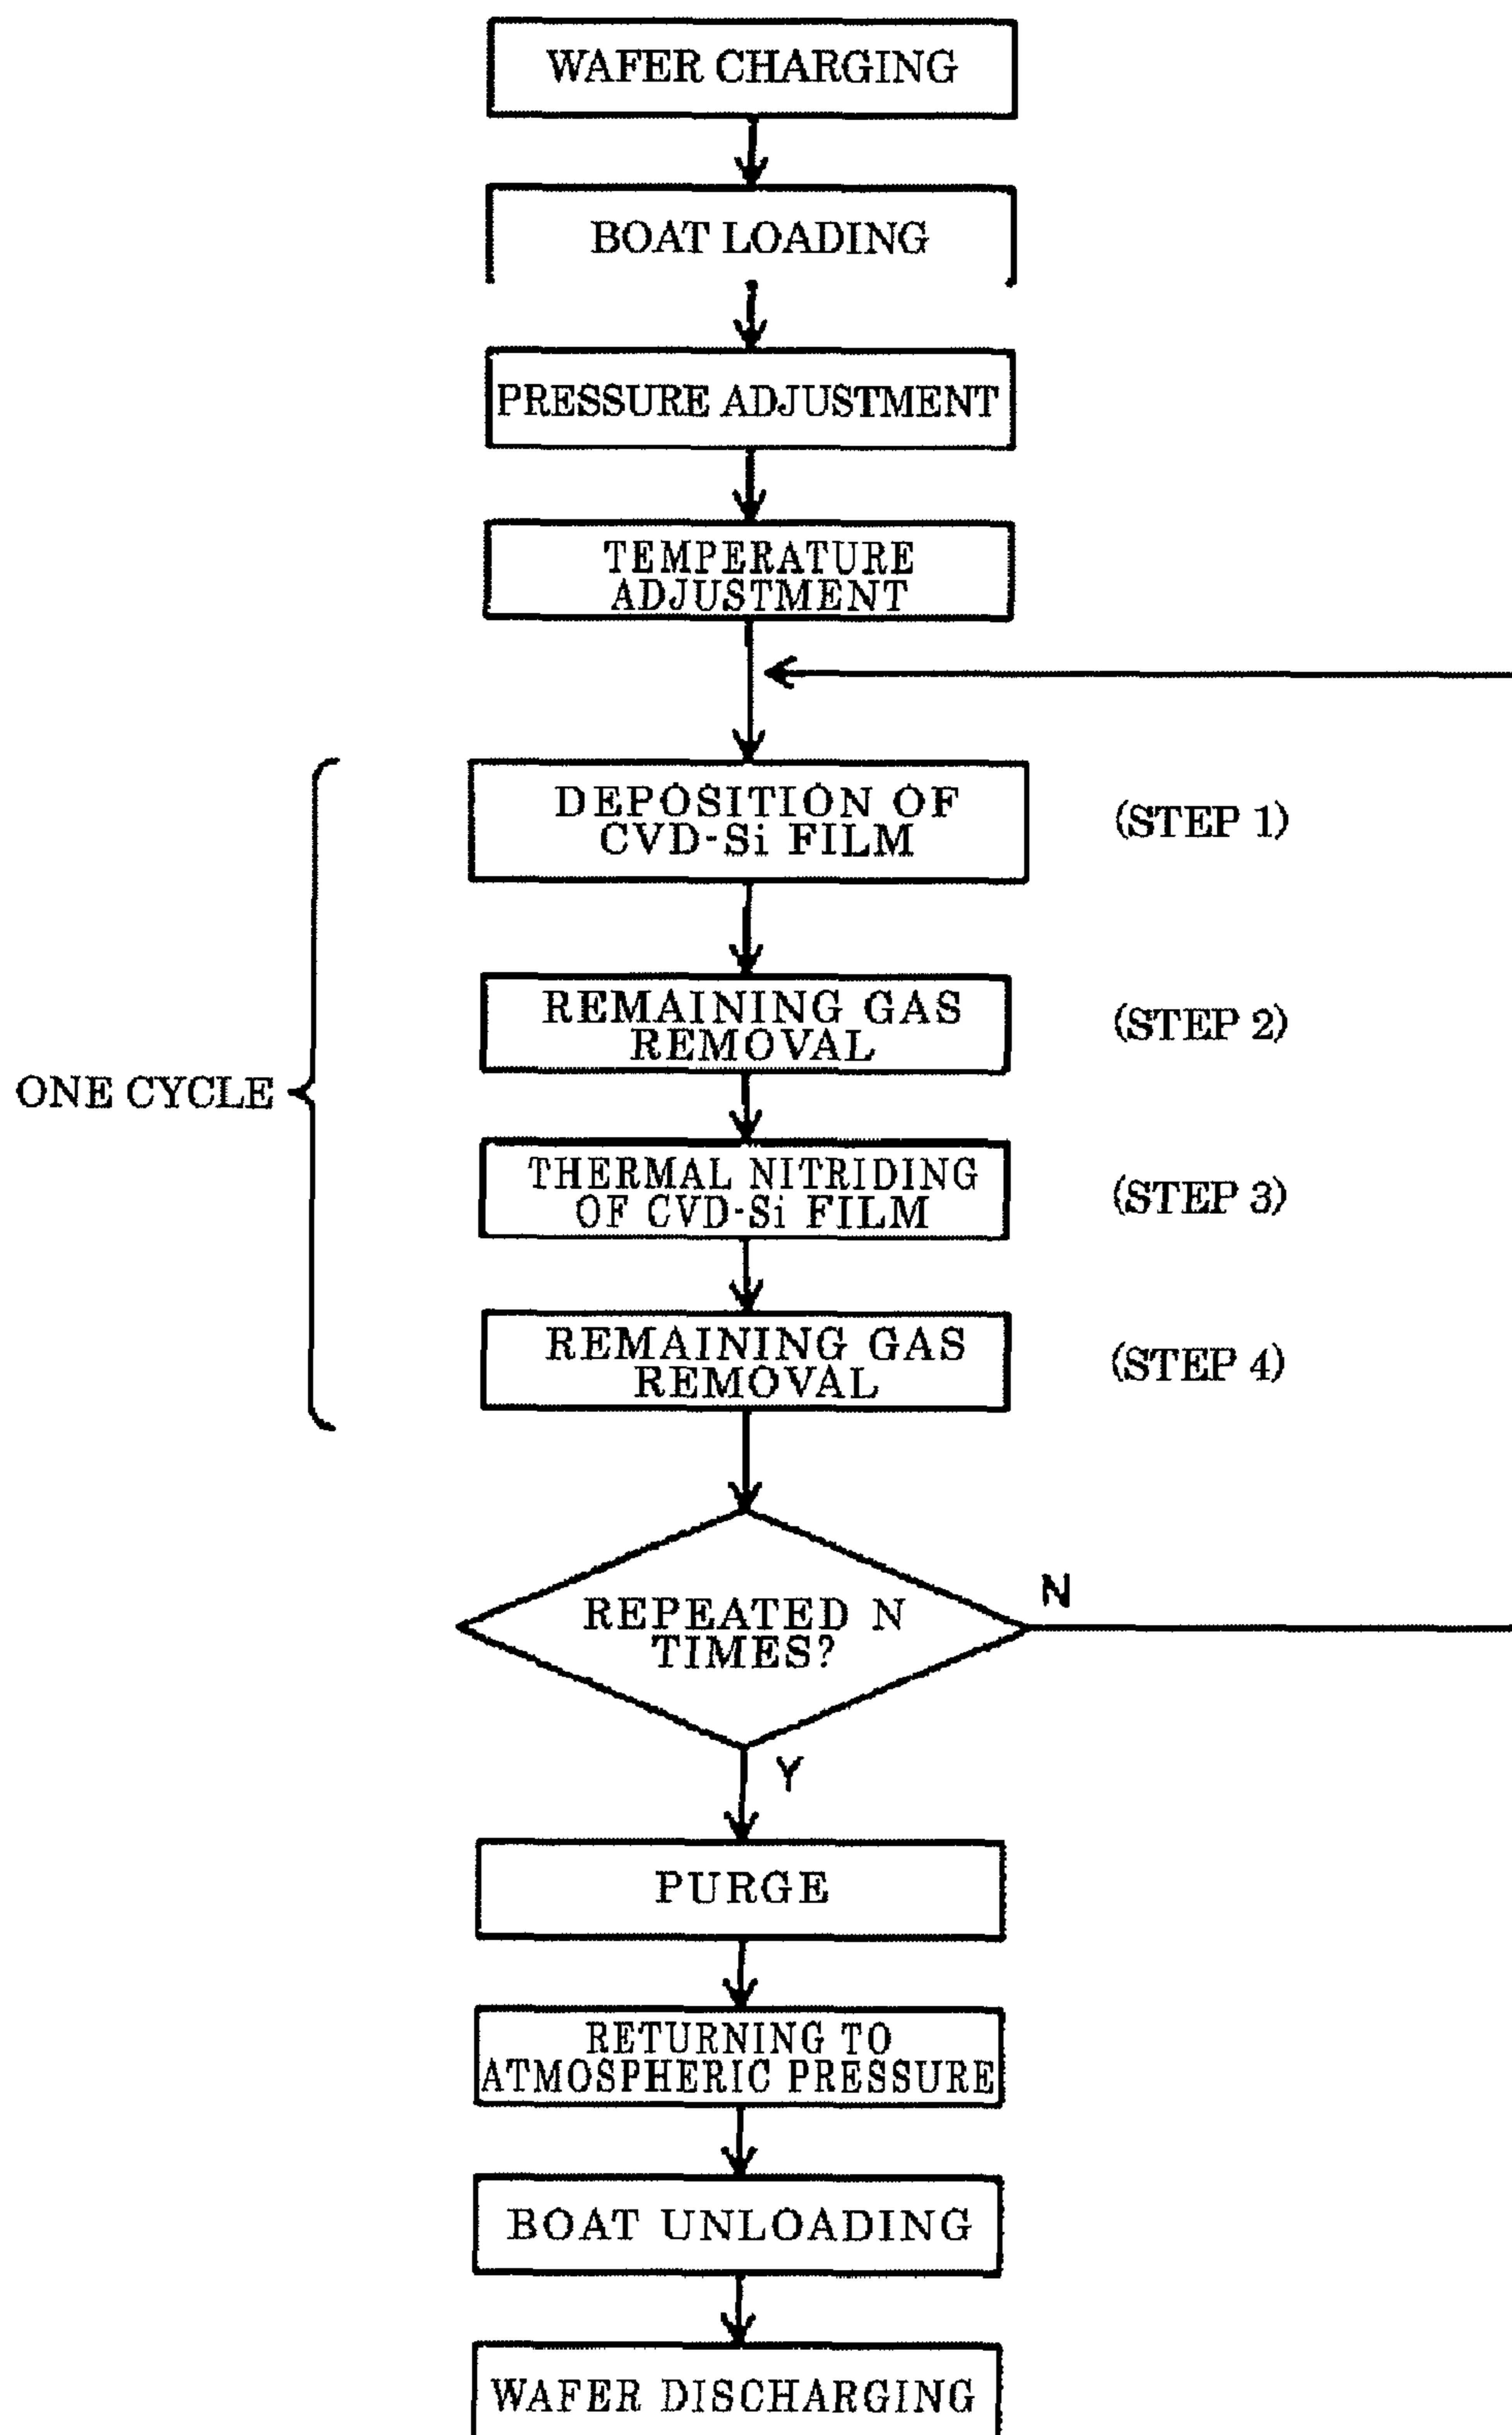 WAFER CHARGING
BOAT LOADING
PRESSURE ADJUSTMENT
TEMPERATURE
ADJUSTMENT
DEPOSITION OF
CVD-Si FILM
(STEP 1)
REMAINING GAS
REMOVAL
(STEP 2)
ONE CYCLE
THERMAL NITRIDING
OF CVD-Si FILM
(STEP 3)
REMAINING GAS
REMOVAL
(STEP 4)
REPEATED N
TIMES?
N
Y
PURGE
RETURNING TO
ATMOSPHERIC PRESSURE
BOAT UNLOADING
WAFER DISCHARGING